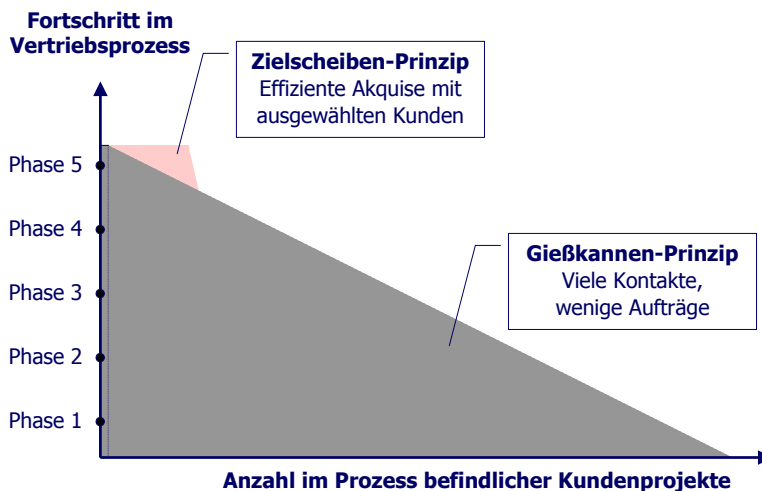 Fortschritt im
Vertriebsprozess
Zielscheiben-Prinzip
Effiziente Akquise mit
ausgewählten Kunden
Phase 5
Phase 4
Gießkannen-Prinzip
Viele Kontakte,
wenige Aufträge
Phase 3
Phase 2
Phase 1
Anzahl im Prozess befindlicher Kundenprojekte